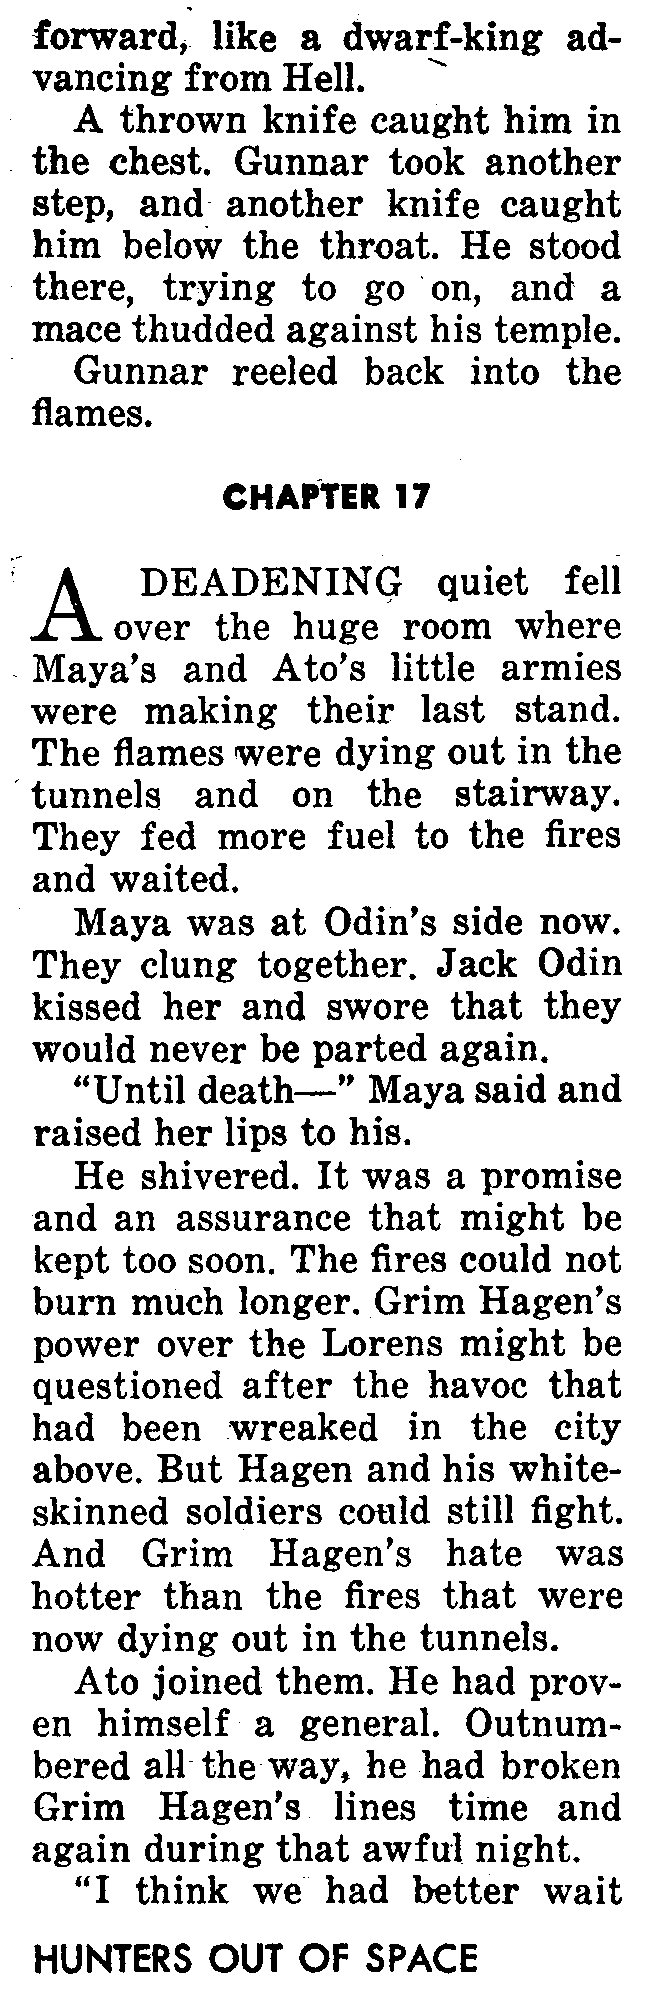 forward, like a dwarf-king ad-
vancing from Hell.
A thrown knife caught him in
the chest. Gunnar took another
step, and another knife caught
him below the throat. He stood
there, trying to go on, and a
mace thudded against his temple.
Gunnar reeled back into the
flames.
CHAPTER 17
A DEADENING quiet fell
over the huge room where
Maya's and Ato's little armies
were making their last stand.
The flames were dying out in the
tunnels and on the stairway.
They fed more fuel to the fires
and waited.
Maya was at Odin's side now.
They clung together. Jack Odin
kissed her and swore that they
would never be parted again.
"Until death—" Maya said and
raised her lips to his.
He shivered. It was a promise
and an assurance that might be
kept too soon. The fires could not
burn much longer. Grim Hagen's
power over the Lorens might be
questioned after the havoc that
had been wreaked in the city
above. But Hagen and his white-
skinned soldiers could still fight.
And Grim Hagen's hate was
hotter than the fires that were
now dying out in the tunnels.
Ato joined them. He had prov-
en himself a general. Outnum-
bered all the way, he had broken
Grim Hagen's lines time and
again during that awful night.
"I think we had better wait
HUNTERS OUT OF SPACE